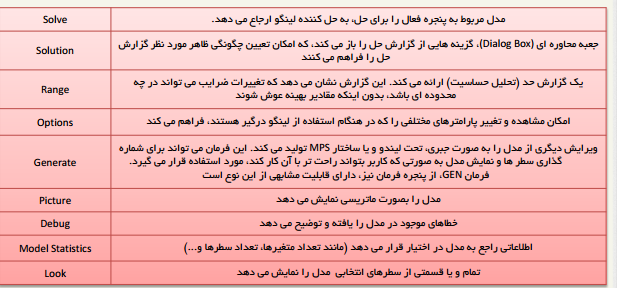 Solve
مدل مربوط به پنجره فعال را برای حل، به حل کننده لینگو ارجاع می دهد.
Solution
جعبه محاوره ای (Dialog Box)، گزینه هایی از گزارش حل را باز می کند، که امکان تعیین چگونگی ظاهر مورد نظر گزارش
حل را فراهم می کنند
Range
یک گزارش حد (تحلیل حساسیت) ارائه می کند. این گزارش نشان می دهد که تغییرات ضرایب می تواند در چه
محدوده ای باشد، بدون اینکه مقادیر بهینه عوش شوند
Options
امکان مشاهده و تغییر پارامترهای مختلفی را که در هنگام استفاده از لینگو درگیر هستند، فراهم می کند
Generate
ویرایش دیگری از مدل را به صورت جبری، تحت لیندو و یا ساختار MPS تولید می کند. این فرمان می تواند برای شماره
گذاری سطر ها و نمایش مدل به صورتی که کاربر بتواند راحت تر با آن کار کند، مورد استفاده قرار می گیرد.
فرمان GEN، از پنجره فرمان نیز، دارای قابلیت مشابهی از این نوع است
Picture
مدل را بصورت ماتریسی نمایش می دهد
Debug
خطاهای موجود در مدل را یافته و توضیح می دهد
Model Statistics
اطلاعاتی راجع به مدل در اختیار قرار می دهد (مانند تعداد متغیرها، تعداد سطرها و...)
Look
تمام و یا قسمتی از سطرهای انتخابی مدل را نمایش می دهد